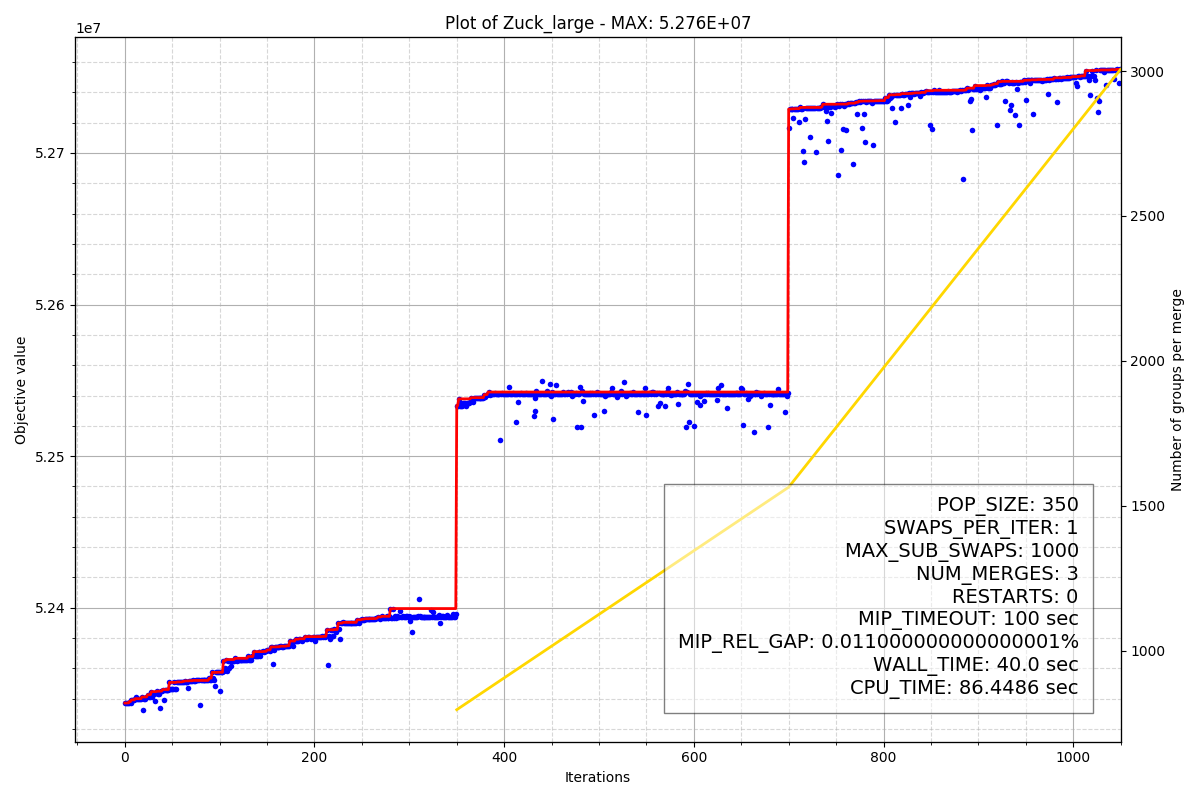 Plot of Zuck_large - MAX: 5.276E+07
1e7
5.27
5.26
5.25
5.24
Objective value
3000
2500
2000
1500
1000
Number of groups per merge
POP_SIZE: 350
SWAPS_PER_ITER: 1
MAX_SUB_SWAPS: 1000
NUM_MERGES: 3
RESTARTS: 0
MIP_TIMEOUT: 100 sec
MIP_REL_GAP: 0.011000000000000001%
WALL_TIME: 40.0 sec
CPU_TIME: 86.4486 sec
0 200 400 600 800 1000
Iterations